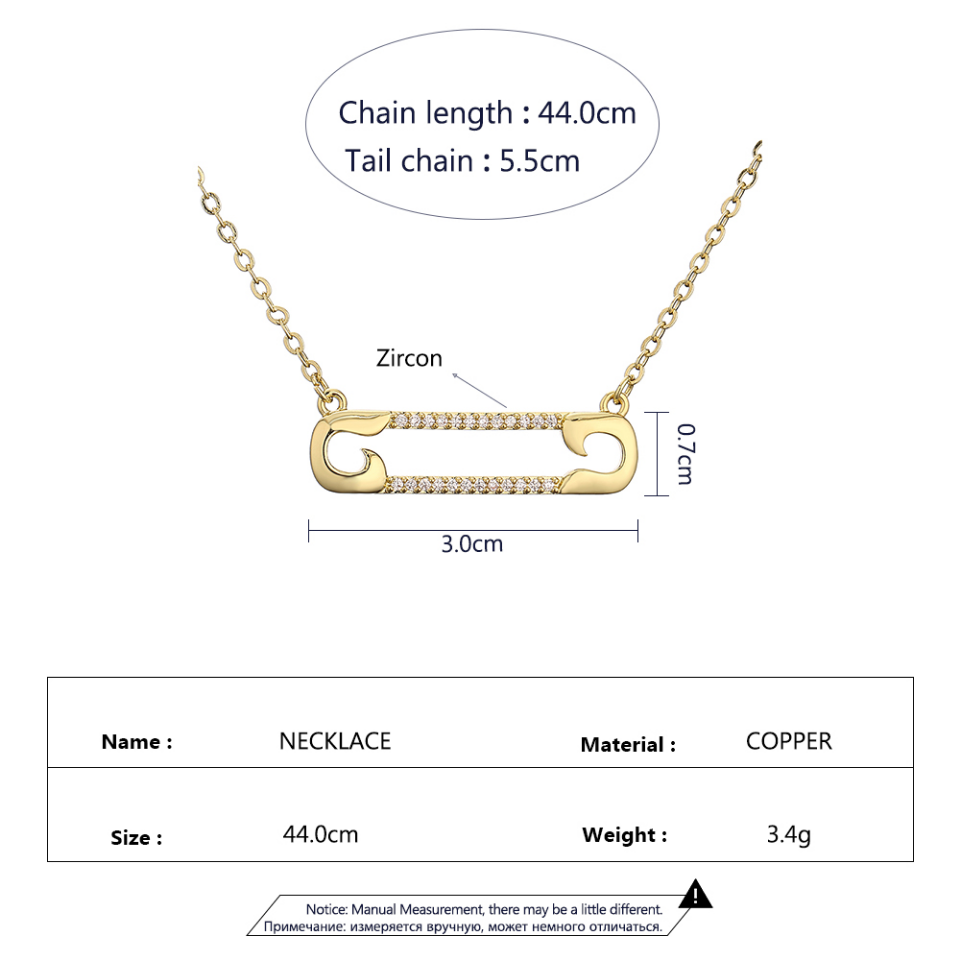 Chain length : 44.0cm
Tail chain : 5.5cm
Zircon
0.7cm
3.0cm
Name : NECKLACE Material : COPPER
Size : 44.0cm Weight : 3.4g
Notice: Manual Measurement, there may be a little different.
Примечание: измеряется вручную, может немного отличаться.